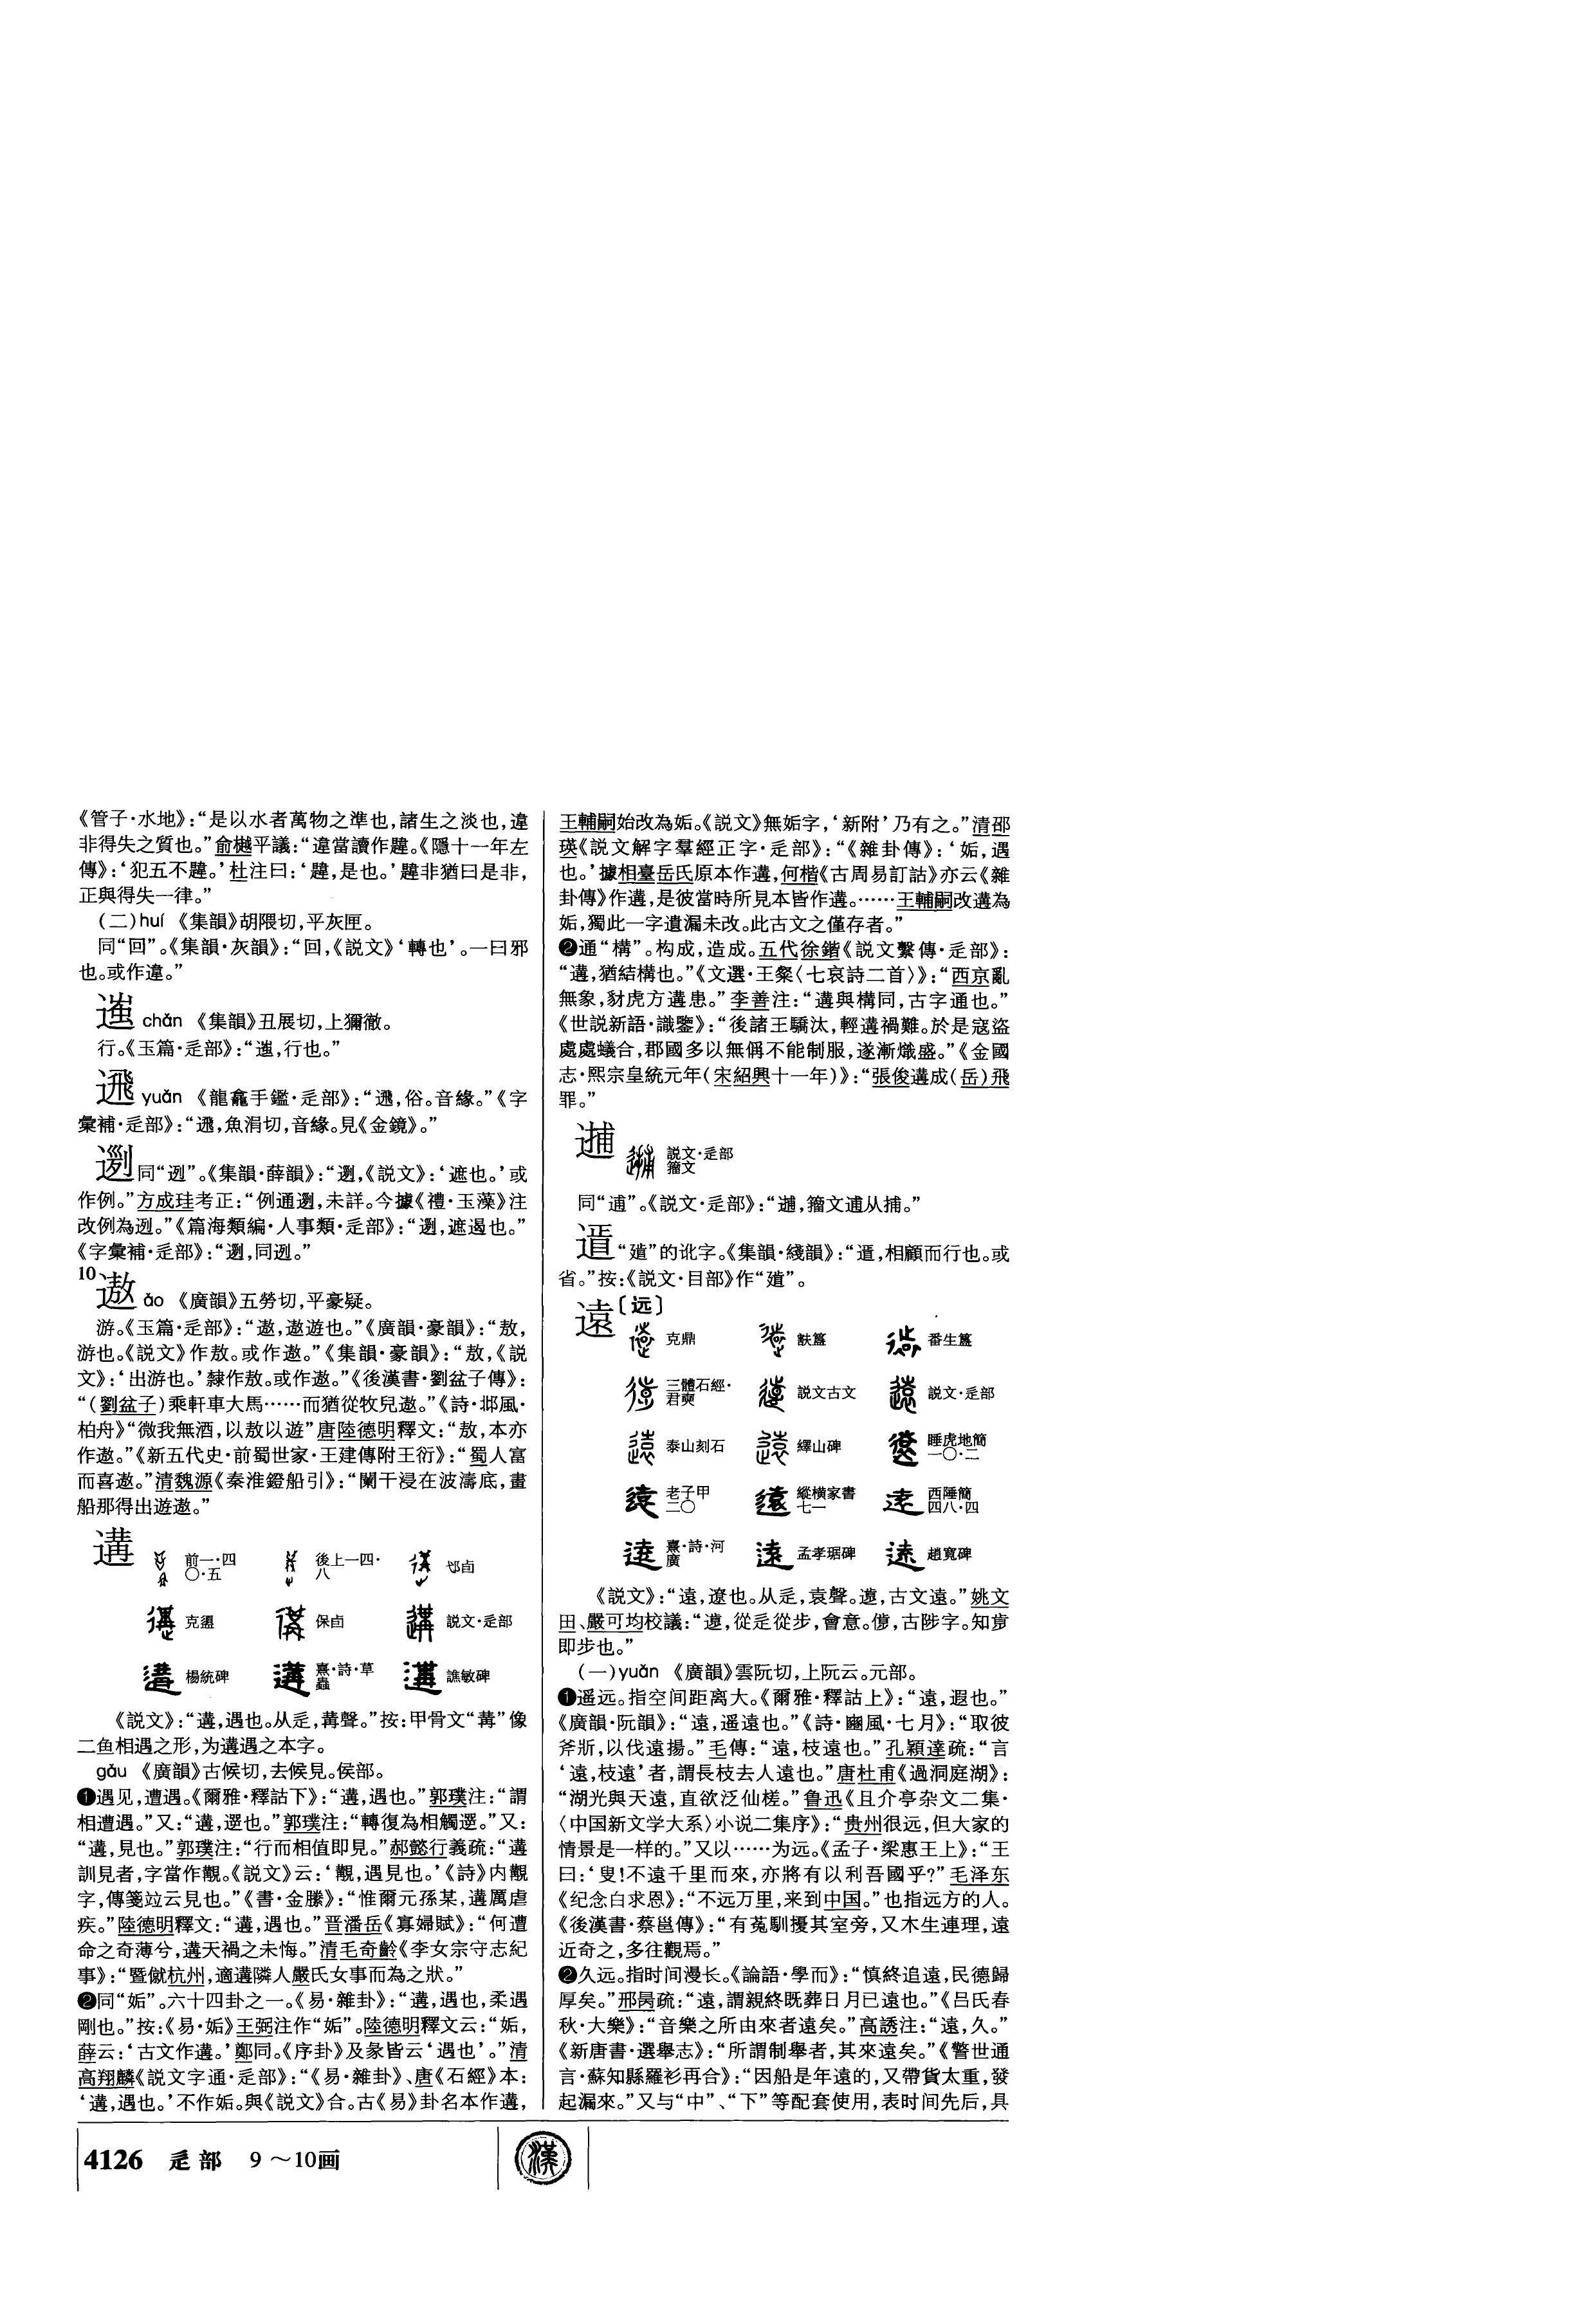 《管子·水地》：“是以水者萬物之準也，諸生之淡也，違
非得失之質也。”俞樾平議：“違當讀作韙。《隱十一年左
傳》：‘犯五不韙。’杜注曰：‘韙，是也。’韙非猶曰是非，
正與得失一律。”
（二）huí 《集韻》胡隈切，平灰匣。
同“回”。《集韻·灰韻》：“回，《説文》‘轉也’。一曰邪
也。或作違。”
chǎn 《集韻》丑展切，上獮徹。
行。《玉篇·辵部》：“，行也。”
yuǎn 《龍龕手鑑·辵部》：“，俗。音緣。”《字
彙補·辵部》：“，魚涓切，音緣。見《金鏡》。”
同“迾”。《集韻·薛韻》：“，《説文》：‘遮也。’或
作例。”方成珪考正：“例通，未詳。今據《禮·玉藻》注
改例為迾。”《篇海類編·人事類·辵部》：“，遮遏也。”
《字彙補·辵部》：“，同迾。”
10
遨 áo 《廣韻》五勞切，平豪疑。
游。《玉篇·辵部》：“遨，遨遊也。”《廣韻·豪韻》：“敖，
游也。《説文》作敖。或作遨。”《集韻·豪韻》：“敖，《説
文》：‘出游也。’隸作敖。或作遨。”《後漢書·劉盆子傳》：
“（劉盆子）乘軒車大馬……而猶從牧兒遨。”《詩·邶風·
柏舟》“微我無酒，以敖以遊”唐陸德明釋文：“敖，本亦
作遨。”《新五代史·前蜀世家·王建傳附王衍》：“蜀人富
而喜遨。”清魏源《秦淮鐙船引》：“闌干浸在波濤底，畫
船那得出遊遨。”
遘 前一·四〇·五 後上一四·八 邙卣
克盨 保卣 説文·辵部
楊統碑 熹·詩·草蟲 譙敏碑
《説文》：“遘，遇也。从辵，冓聲。”按：甲骨文“冓”像
二鱼相遇之形，为遘遇之本字。
gǎu 《廣韻》古候切，去候見。侯部。
❶遇见，遭遇。《爾雅·釋詁下》：“遘，遇也。”郭璞注：“謂
相遭遇。”又：“遘，遻也。”郭璞注：“轉復為相觸遻。”又：
“遘，見也。”郭璞注：“行而相值即見。”郝懿行義疏：“遘
訓見者，字當作覯。《説文》云：‘覯，遇見也。’《詩》内覯
字，傳箋竝云見也。”《書·金縢》：“惟爾元孫某，遘厲虐
疾。”陸德明釋文：“遘，遇也。”晋潘岳《寡婦賦》：“何遭
命之奇薄兮，遘天禍之未悔。”清毛奇齡《李女宗守志紀
事》：“暨僦杭州，適遘隣人嚴氏女事而為之狀。”
❷同“姤”。六十四卦之一。《易·雜卦》：“遘，遇也，柔遇
剛也。”按：《易·姤》王弼注作“姤”。陸德明釋文云：“姤，
薛云：‘古文作遘。’鄭同。《序卦》及彖皆云‘遇也’。”清
高翔麟《説文字通·辵部》：“《易·雜卦》、唐《石經》本：
‘遘，遇也。’不作姤。與《説文》合。古《易》卦名本作遘，
王輔嗣始改為姤。《説文》無姤字，‘新附’乃有之。”清邵
瑛《説文解字羣經正字·辵部》：“《雜卦傳》：‘姤，遇
也。’據相臺岳氏原本作遘，何楷《古周易訂詁》亦云《雜
卦傳》作遘，是彼當時所見本皆作遘。……王輔嗣改遘為
姤，獨此一字遺漏未改。此古文之僅存者。”
❷通“構”。构成，造成。五代徐鍇《説文繫傳·辵部》：
“遘，猶結構也。”《文選·王粲〈七哀詩二首〉》：“西京亂
無象，豺虎方遘患。”李善注：“遘與構同，古字通也。”
《世説新語·識鑒》：“後諸王驕汰，輕遘禍難。於是寇盜
處處蟻合，郡國多以無備不能制服，遂漸熾盛。”《金國
志·熙宗皇統元年（宋紹興十一年）》：“張俊遘成（岳）飛
罪。”
説文·辵部籀文
同“逋”。《説文·辵部》：“，籀文逋从捕。”
“”的讹字。《集韻·綫韻》：“，相顧而行也。或
省。”按：《説文·目部》作“”。
遠〔远〕 克鼎 㝬簋 番生簋
三體石經·君奭 説文古文 説文·辵部
泰山刻石 繹山碑 睡虎地簡一〇·二
老子甲二〇 縱横家書七一 西陲簡四八·四
熹·詩·河廣 孟孝琚碑 趙寬碑
《説文》：“遠，遼也。从辵，袁聲。，古文遠。”姚文
田、嚴可均校議：“，從辵從步，會意。，古陟字。知
即步也。”
（一）yuǎn 《廣韻》雲阮切，上阮云。元部。
❶遥远。指空间距离大。《爾雅·釋詁上》：“遠，遐也。”
《廣韻·阮韻》：“遠，遥遠也。”《詩·豳風·七月》：“取彼
斧斨，以伐遠揚。”毛傳：“遠，枝遠也。”孔穎達疏：“言
‘遠，枝遠’者，謂長枝去人遠也。”唐杜甫《過洞庭湖》：
“湖光與天遠，直欲泛仙槎。”鲁迅《且介亭杂文二集·
〈中国新文学大系〉小说二集序》：“贵州很远，但大家的
情景是一样的。”又以……为远。《孟子·梁惠王上》：“王
曰：‘叟！不遠千里而來，亦將有以利吾國乎？”毛泽东
《纪念白求恩》：“不远万里，来到中国。”也指远方的人。
《後漢書·蔡邕傳》：“有菟馴擾其室旁，又木生連理，遠
近奇之，多往觀焉。”
❷久远。指时间漫长。《論語·學而》：“慎終追遠，民德歸
厚矣。”邢昺疏：“遠，謂親終既葬日月已遠也。”《吕氏春
秋·大樂》：“音樂之所由來者遠矣。”高誘注：“遠，久。”
《新唐書·選舉志》：“所謂制舉者，其來遠矣。”《警世通
言·蘇知縣羅衫再合》：“因船是年遠的，又帶貨太重，發
起漏來。”又与“中”、“下”等配套使用，表时间先后，具
4126 辵部 9～10画
漢